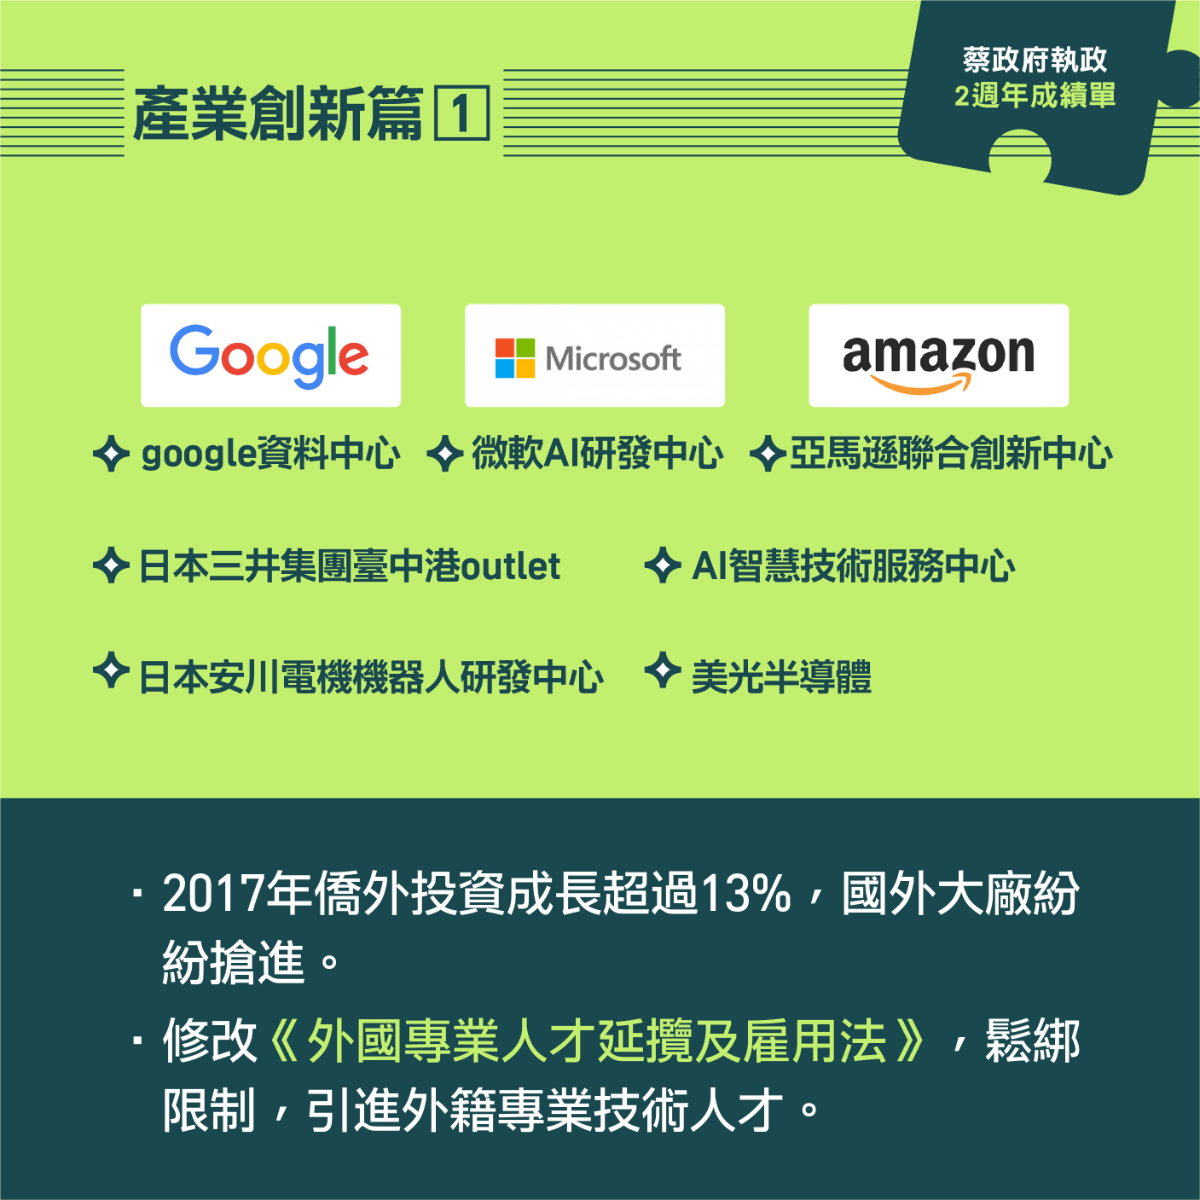 蔡政府執政
2週年成績單
產業創新篇1
Google
Microsoft
amazon
google資料中心
微軟AI研發中心
亞馬遜聯合創新中心
日本三井集團臺中港outlet
AI智慧技術服務中心
日本安川電機機器人研發中心
美光半導體
·2017年僑外投資成長超過13%，國外大廠紛
紛搶進。
·修改《外國專業人才延攬及雇用法》，鬆綁
限制，引進外籍專業技術人才。